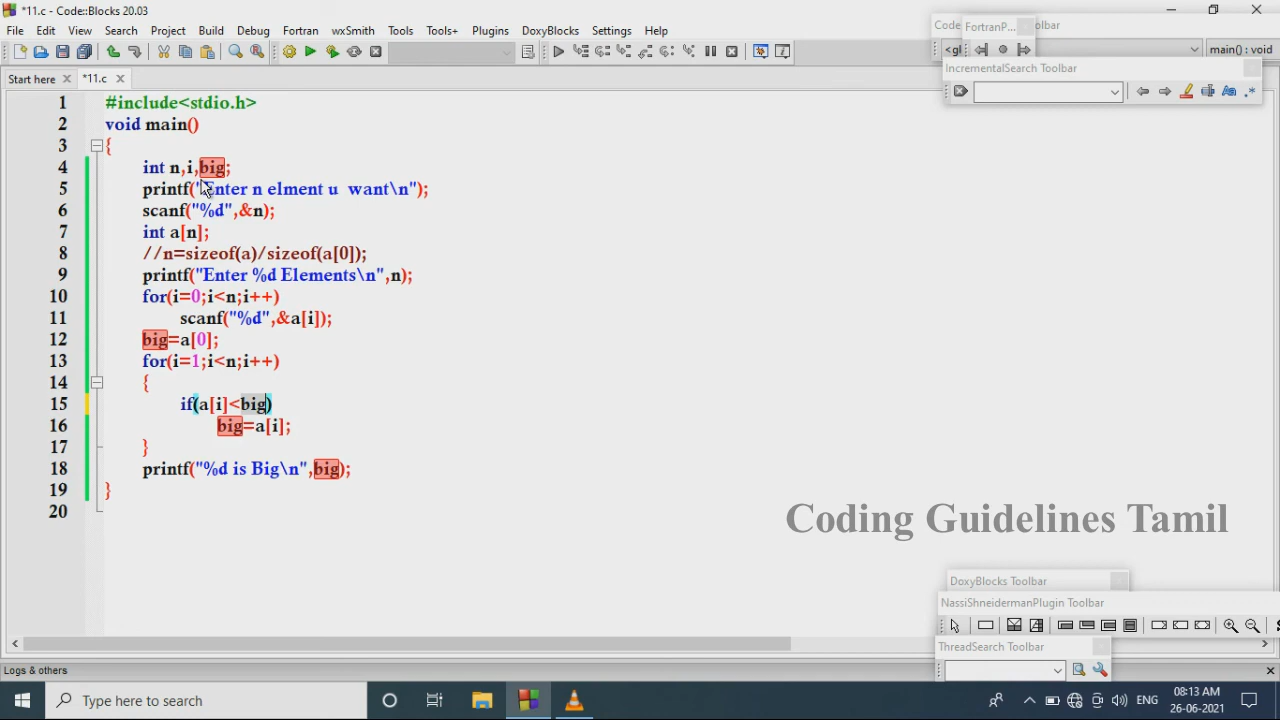 *11.c - Code::Blocks 20.03
File Edit View Search Project Build Debug Fortran wxSmith Tools Tools+ Plugins DoxyBlocks Settings Help
FortranP...
<gl
main() : void
IncrementalSearch Toolbar
Start here
*11.c
1 #include<stdio.h>
2 void main()
3 {
4 int n,i,big;
5 printf("Enter n elment u  want\n");
6 scanf("%d",&n);
7 int a[n];
8 //n=sizeof(a)/sizeof(a[0]);
9 printf("Enter %d Elements\n",n);
10 for(i=0;i<n;i++)
11 scanf("%d",&a[i]);
12 big=a[0];
13 for(i=1;i<n;i++)
14 {
15 if(a[i]<big)
16 big=a[i];
17 }
18 printf("%d is Big\n",big);
19 }
20
Coding Guidelines Tamil
DoxyBlocks Toolbar
NassiShneidermanPlugin Toolbar
ThreadSearch Toolbar
Logs & others
Type here to search
ENG
08:13 AM
26-06-2021